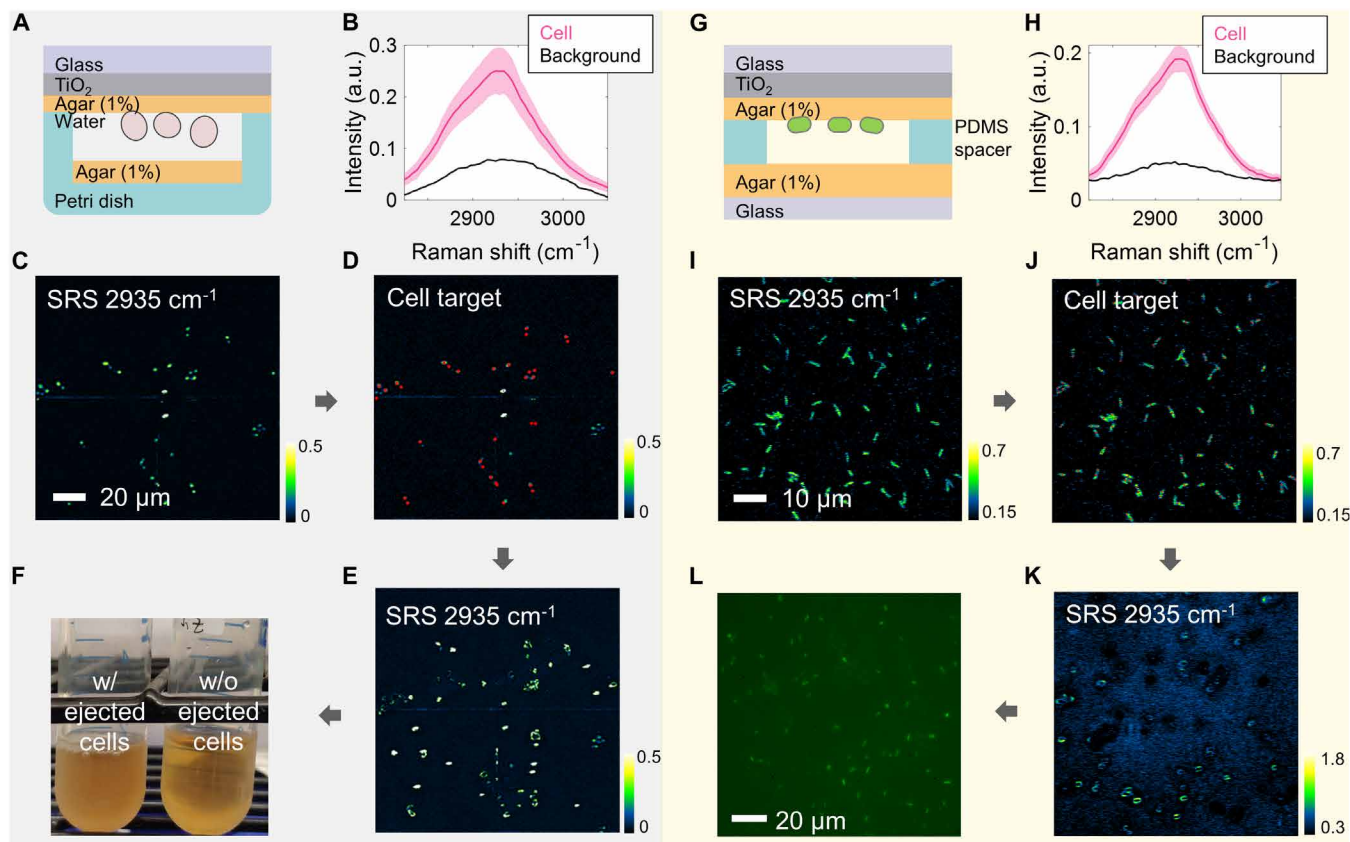 A
Glass
TiO2
Agar (1%)
Water
Agar (1%)
Petri dish
B
Cell
Background
0.3
0.2
0.1
0
Intensity (a.u.)
2900
3000
Raman shift (cm-1)
G
Glass
TiO2
Agar (1%)
PDMS
spacer
Agar (1%)
Glass
H
Cell
Background
0.2
0.1
0
Intensity (a.u.)
2900
3000
Raman shift (cm-1)
C
SRS 2935 cm-1
20 µm
0.5
0
D
Cell target
0.5
0
I
SRS 2935 cm-1
10 µm
0.7
0.15
J
Cell target
0.7
0.15
F
w/
ejected
cells
w/o
ejected
cells
E
SRS 2935 cm-1
0.5
0
L
20 µm
K
SRS 2935 cm-1
1.8
0.3